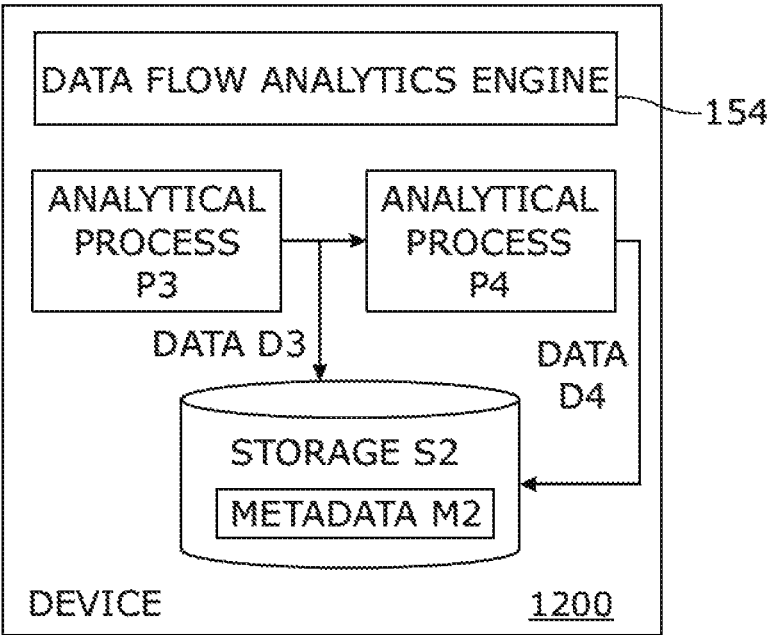 DATA FLOW ANALYTICS ENGINE
154
ANALYTICAL
PROCESS
P3
ANALYTICAL
PROCESS
P4
DATA D3
DATA
D4
STORAGE S2
METADATA M2
DEVICE
1200